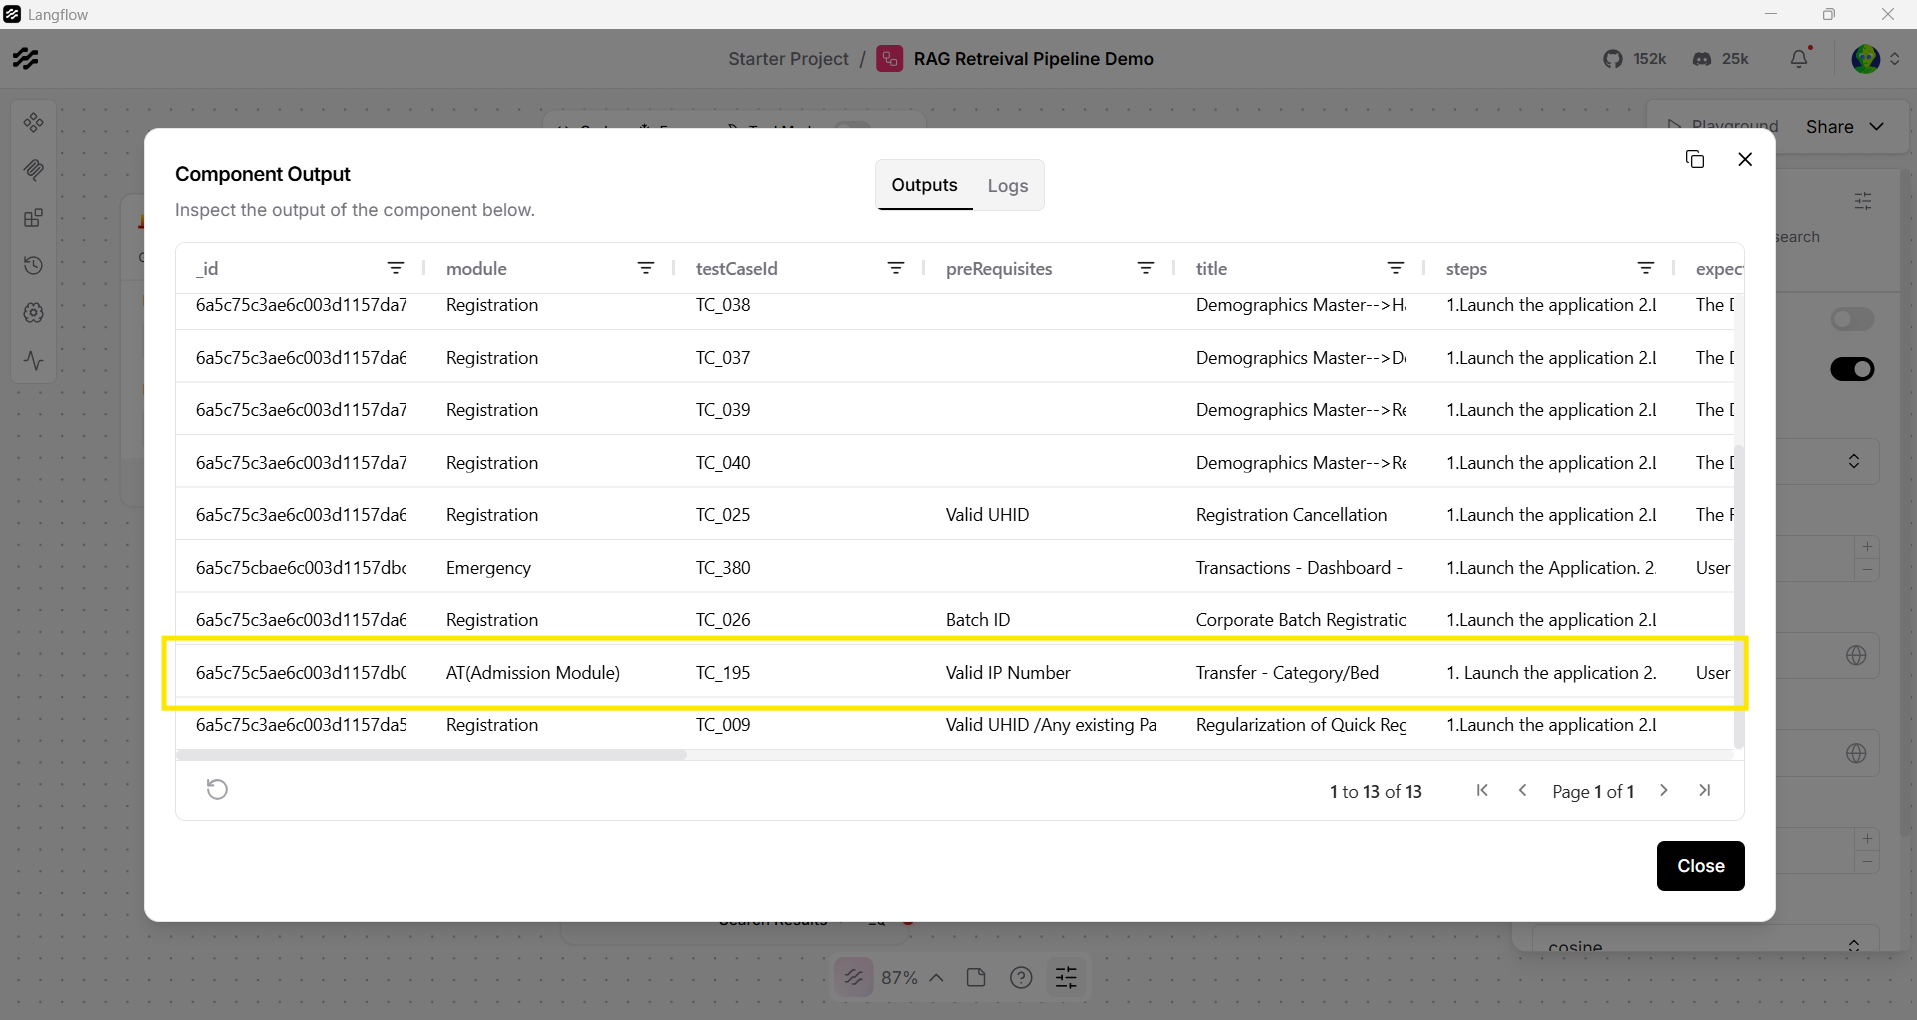 Langflow
Starter Project / RAG Retreival Pipeline Demo
152k 25k
Playground Share
Component Output
Outputs Logs
Inspect the output of the component below.
search
_id module testCaseId preRequisites title steps expec
6a5c75c3ae6c003d1157da7 Registration TC_038 Demographics Master-->H 1.Launch the application 2. The
6a5c75c3ae6c003d1157da6 Registration TC_037 Demographics Master-->D 1.Launch the application 2. The
6a5c75c3ae6c003d1157da7 Registration TC_039 Demographics Master-->Re 1.Launch the application 2. The
6a5c75c3ae6c003d1157da7 Registration TC_040 Demographics Master-->Re 1.Launch the application 2. The
6a5c75c3ae6c003d1157da6 Registration TC_025 Valid UHID Registration Cancellation 1.Launch the application 2. The
6a5c75cbae6c003d1157db Emergency TC_380 Transactions - Dashboard - 1.Launch the Application. 2. User
6a5c75c3ae6c003d1157da6 Registration TC_026 Batch ID Corporate Batch Registratio 1.Launch the application 2.
6a5c75c5ae6c003d1157db0 AT(Admission Module) TC_195 Valid IP Number Transfer - Category/Bed 1. Launch the application 2. User
6a5c75c3ae6c003d1157da5 Registration TC_009 Valid UHID /Any existing Pa Regularization of Quick Reg 1.Launch the application 2.
1 to 13 of 13 Page 1 of 1
Close
Search Results
cosine
87%